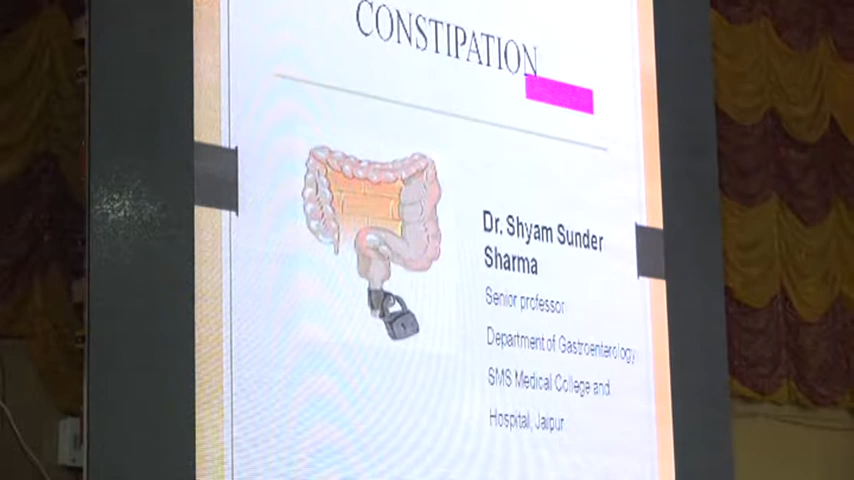 CONSTIPATION
Dr. Shyam Sunder
Sharma
Senior professor
Department of Gastroenterology
SMS Medical College and
Hospital, Jaipur